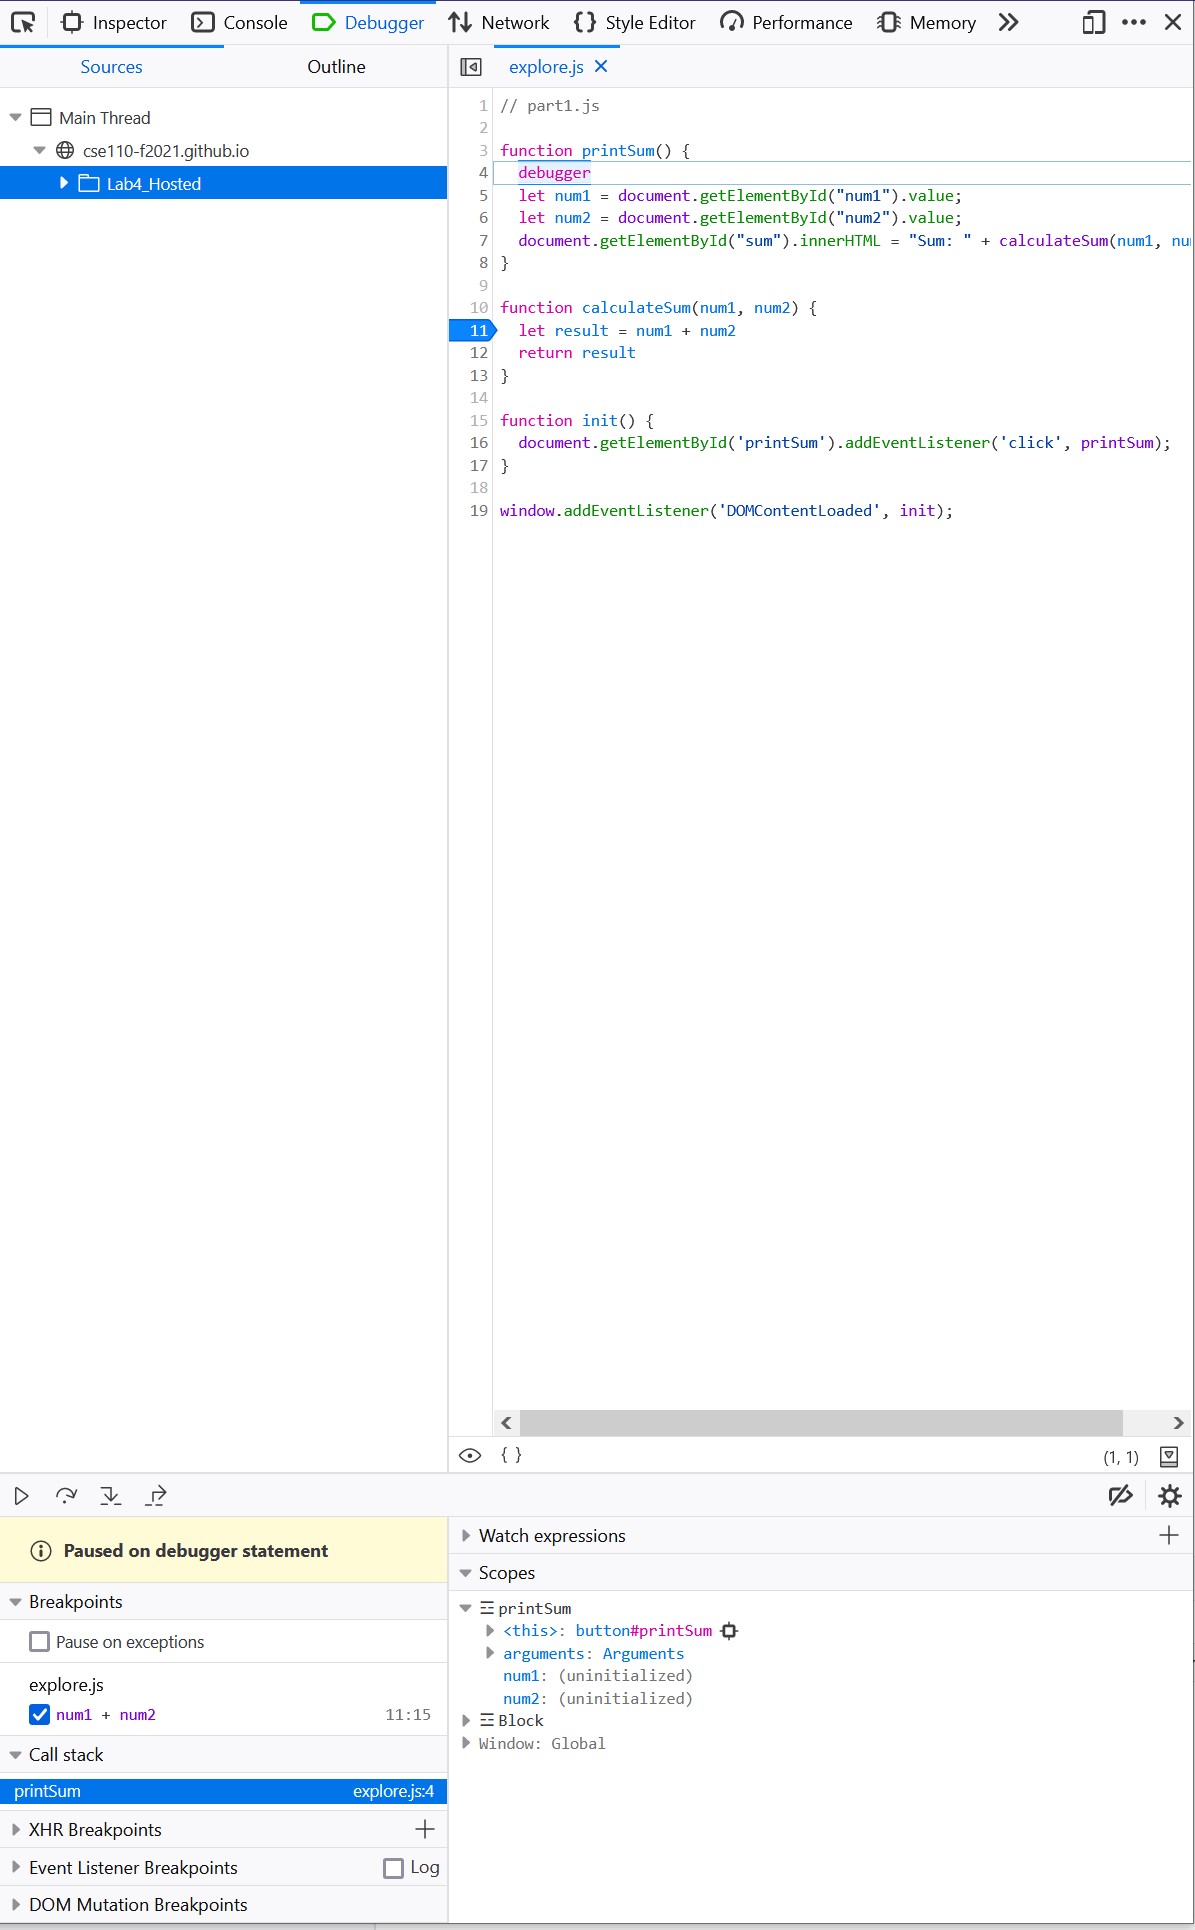 Inspector Console Debugger Network Style Editor Performance Memory
Sources Outline
Main Thread
cse110-f2021.github.io
Lab4_Hosted
explore.js
1 // part1.js
2
3 function printSum() {
4 debugger
5 let num1 = document.getElementById("num1").value;
6 let num2 = document.getElementById("num2").value;
7 document.getElementById("sum").innerHTML = "Sum: " + calculateSum(num1, nu
8 }
9
10 function calculateSum(num1, num2) {
11 let result = num1 + num2
12 return result
13 }
14
15 function init() {
16 document.getElementById('printSum').addEventListener('click', printSum);
17 }
18
19 window.addEventListener('DOMContentLoaded', init);
{ } (1, 1)
Paused on debugger statement
Breakpoints
Pause on exceptions
explore.js
num1 + num2 11:15
Call stack
printSum explore.js:4
XHR Breakpoints
Event Listener Breakpoints Log
DOM Mutation Breakpoints
Watch expressions
Scopes
printSum
<this>: button#printSum
arguments: Arguments
num1: (uninitialized)
num2: (uninitialized)
Block
Window: Global